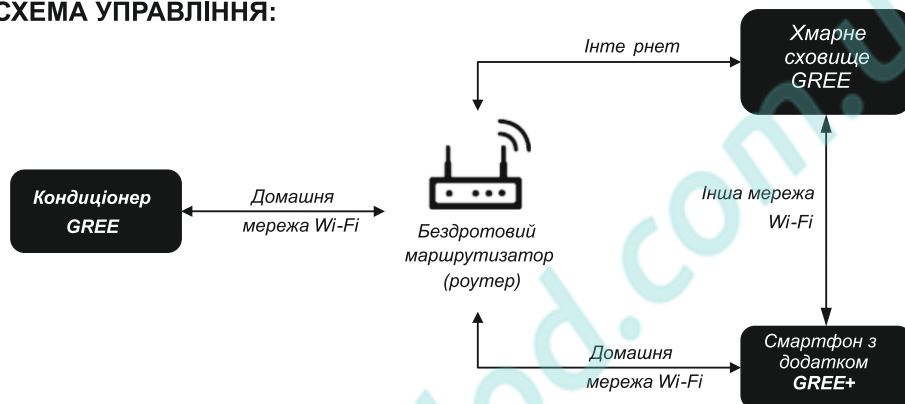 СХЕМА УПРАВЛІННЯ:
Інте рнет
Хмарне
сховище
GREE
Кондиціонер
GREE
Домашня
мережа Wi-Fi
Бездротовий
маршрутизатор
(роутер)
Інша мережа
Wi-Fi
Домашня
мережа Wi-Fi
Смартфон з
додатком
GREE+